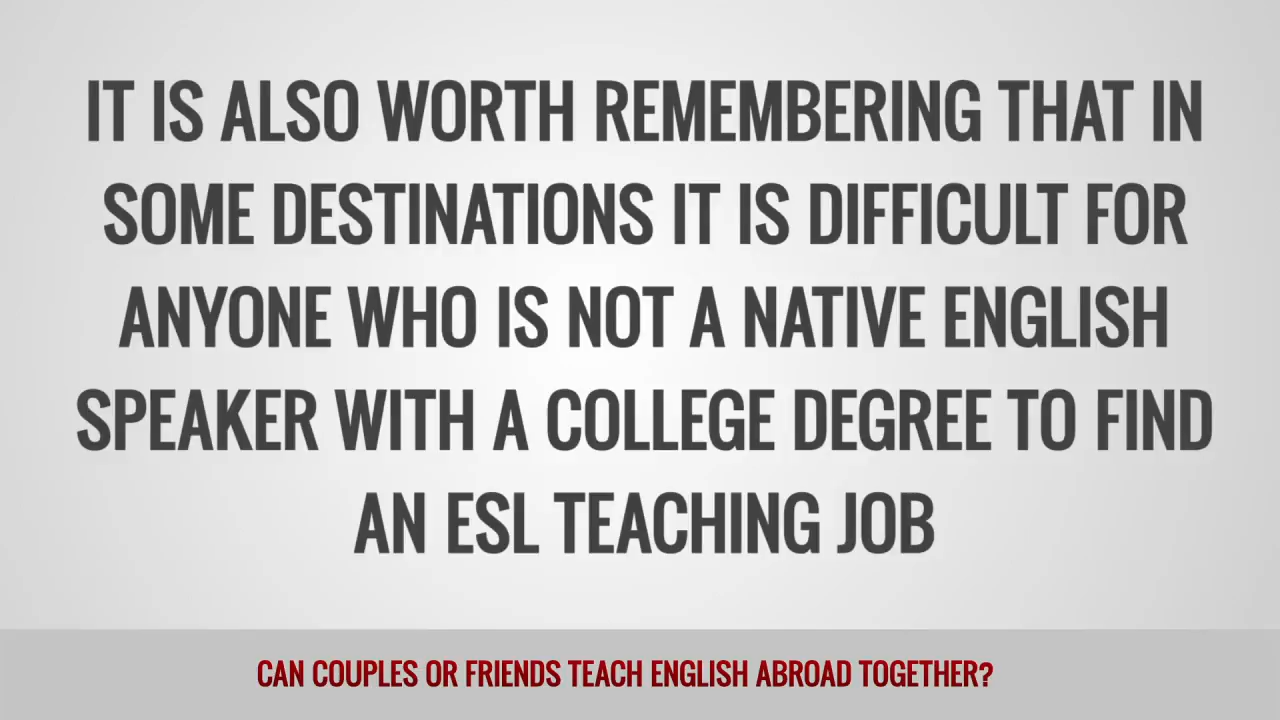 IT IS ALSO WORTH REMEMBERING THAT IN
SOME DESTINATIONS IT IS DIFFICULT FOR
ANYONE WHO IS NOT A NATIVE ENGLISH
SPEAKER WITH A COLLEGE DEGREE TO FIND
AN ESL TEACHING JOB
CAN COUPLES OR FRIENDS TEACH ENGLISH ABROAD TOGETHER?